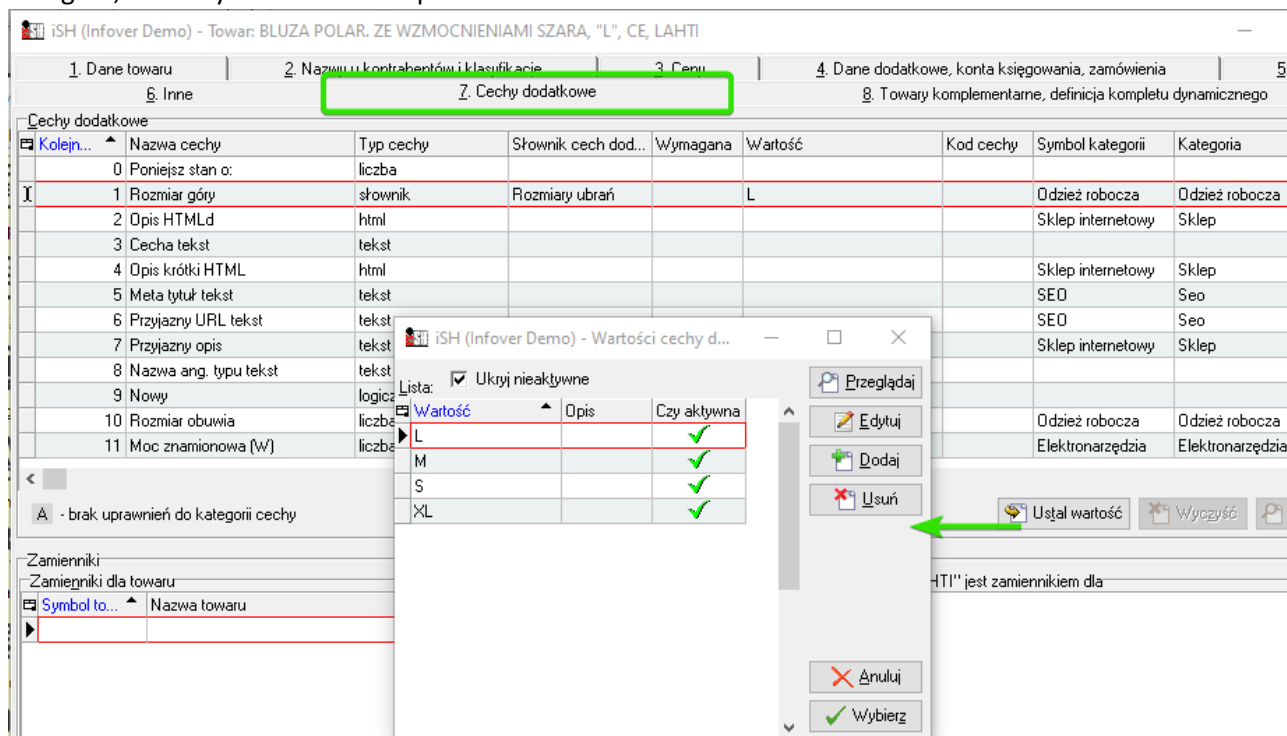 iSH (Infover Demo) - Towar: BLUZA POLAR. ZE WZMOCNIENIAMI SZARA, "L", CE, LAHTI
1. Dane towaru 2. Nazwy u kontrahentów i klasyfikacje 3. Ceny 4. Dane dodatkowe, konta księgowania, zamówienia 5
6. Inne 7. Cechy dodatkowe 8. Towary komplementarne, definicja kompletu dynamicznego
Cechy dodatkowe
Kolejn... Nazwa cechy Typ cechy Słownik cech dod... Wymagana Wartość Kod cechy Symbol kategorii Kategoria
0 Poniejsz stan o: liczba
1 Rozmiar góry słownik Rozmiary ubrań L Odzież robocza Odzież robocza
2 Opis HTMLd html Sklep internetowy Sklep
3 Cecha tekst tekst
4 Opis krótki HTML html Sklep internetowy Sklep
5 Meta tytuł tekst tekst SEO Seo
6 Przyjazny URL tekst tekst SEO Seo
7 Przyjazny opis tekst Sklep internetowy Sklep
8 Nazwa ang. typu tekst tekst
9 Nowy logicz
10 Rozmiar obuwia liczba Odzież robocza Odzież robocza
11 Moc znamionowa (W) liczba Elektronarzędzia Elektronarzędzia
A - brak uprawnień do kategorii cechy
Ustal wartość Wyczyść
Zamienniki
Zamienniki dla towaru
HTI" jest zamiennikiem dla
Symbol to... Nazwa towaru
iSH (Infover Demo) - Wartości cechy d...
Lista: Ukryj nieaktywne
Wartość Opis Czy aktywna
L
M
S
XL
Przeglądaj
Edytuj
Dodaj
Usuń
Anuluj
Wybierz